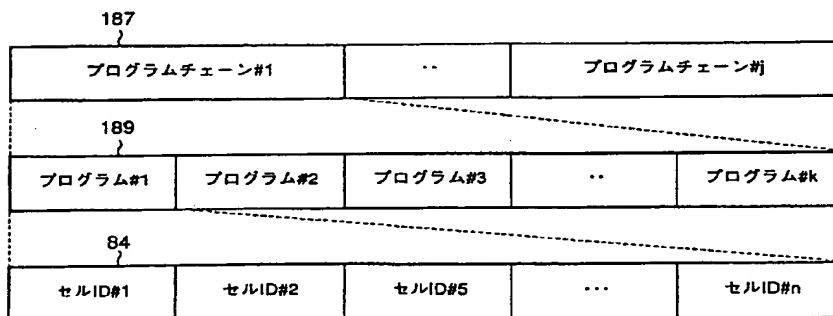 187
プログラムチェーン#1 ・・ プログラムチェーン#j
189
プログラム#1 プログラム#2 プログラム#3 ・・ プログラム#k
84
セルID#1 セルID#2 セルID#5 ・・・ セルID#n